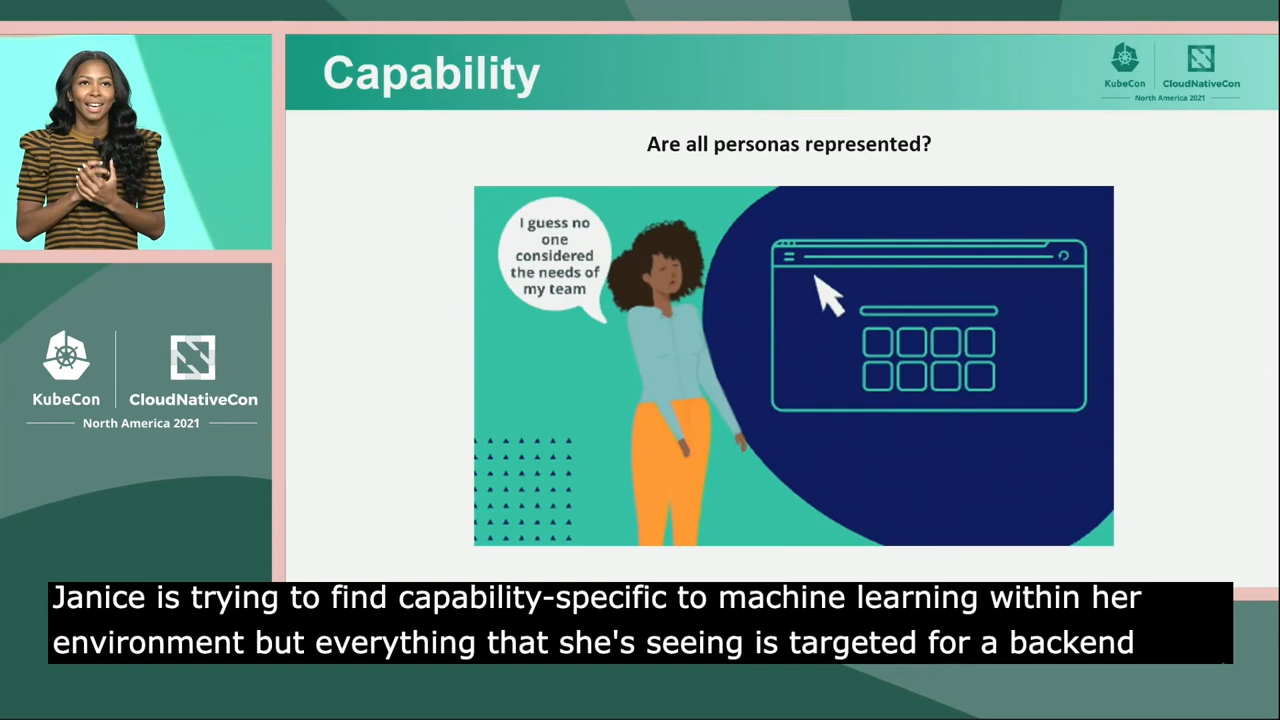 Capability
KubeCon
CloudNativeCon
North America 2021
Are all personas represented?
I guess no
one
considered
the needs of
my team
KubeCon
CloudNativeCon
North America 2021
Janice is trying to find capability-specific to machine learning within her
environment but everything that she's seeing is targeted for a backend